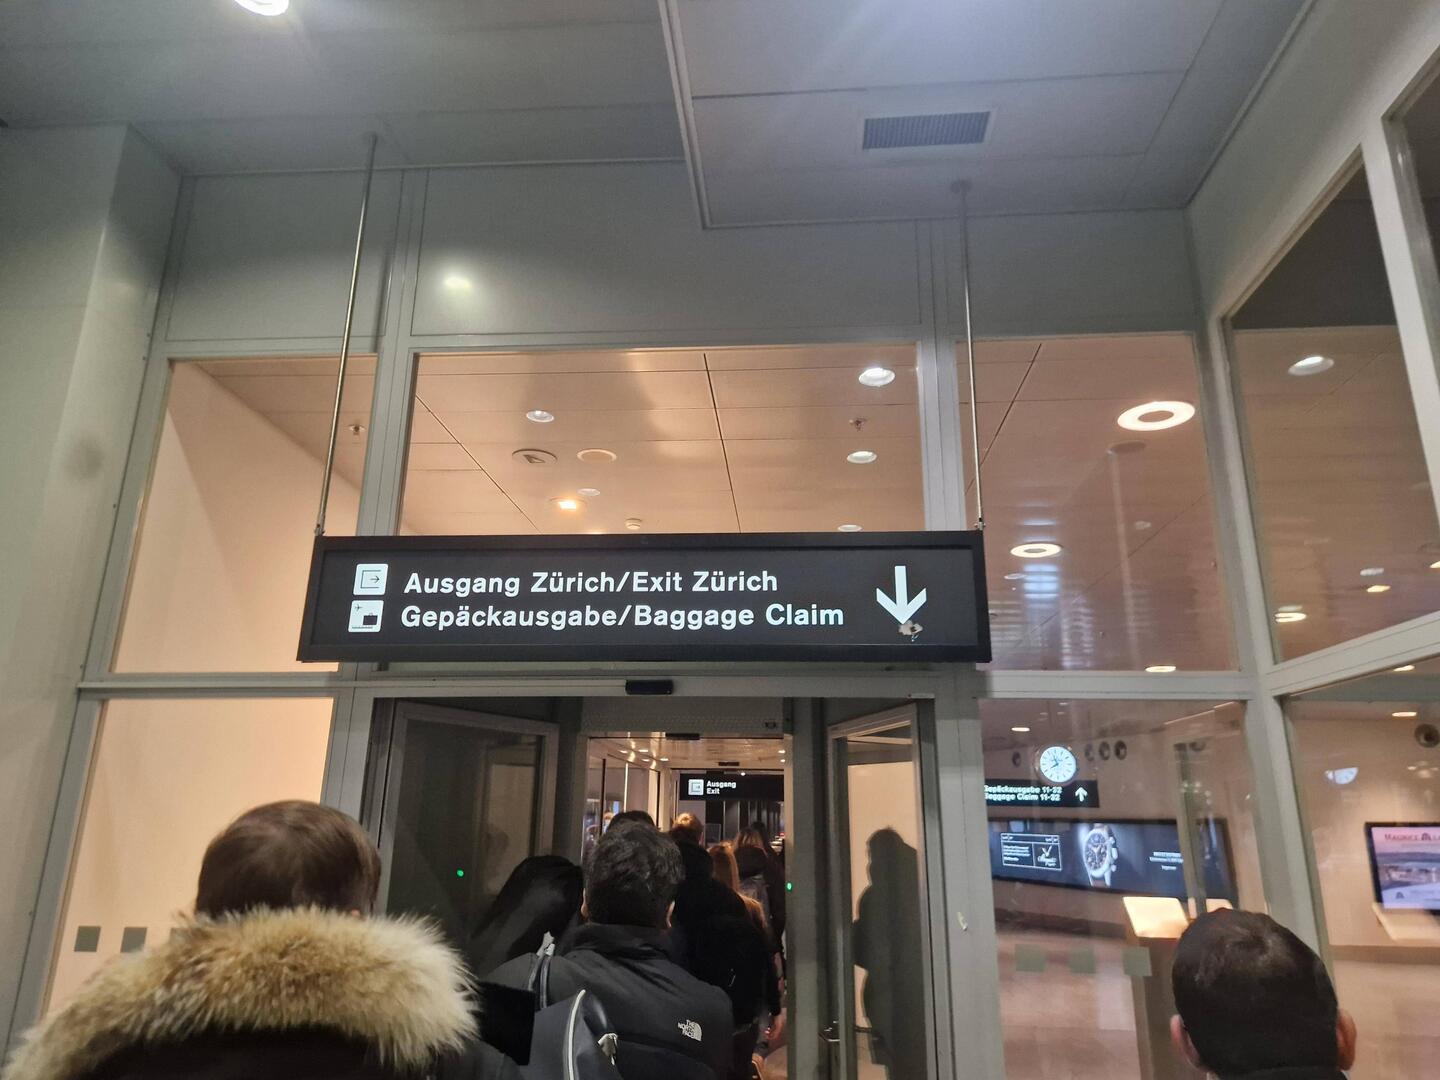 Ausgang Zürich/Exit Zürich
Gepäckausgabe/Baggage Claim
Ausgang
Exit
Gepäckausgabe 11-32
Baggage Claim 11-32
THE
NORTH
FACE